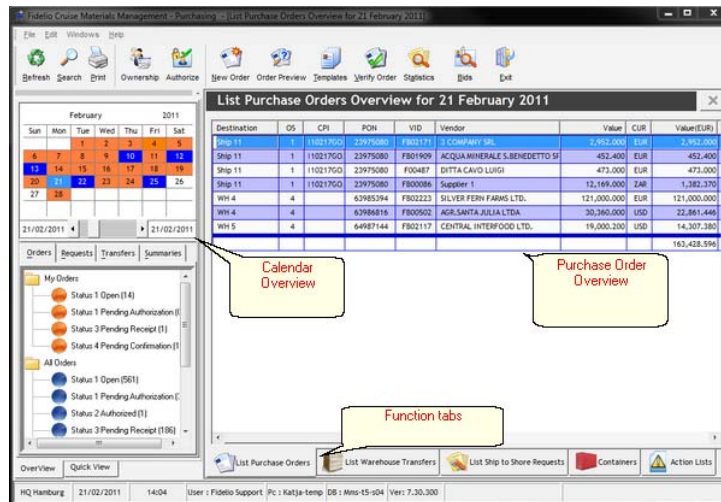 Fidelio Cruise Materials Management - Purchasing - [List Purchase Orders Overview for 21 February 2011]
File Edit Windows Help
Refresh Search Print Ownership Authorize New Order Order Preview Templates Verify Order Statistics Bids Exit
List Purchase Orders Overview for 21 February 2011
February 2011
Sun Mon Tue Wed Thu Fri Sat
1 2 3 4 5
6 7 8 9 10 11 12
13 14 15 16 17 18 19
20 21 22 23 24 25 26
27 28
21/02/2011 21/02/2011
Orders Requests Transfers Summaries
My Orders
Status 1 Open (14)
Status 1 Pending Authorization (
Status 3 Pending Receipt (1)
Status 4 Pending Confirmation (1
All Orders
Status 1 Open (561)
Status 1 Pending Authorization (
Status 2 Authorized (1)
Status 3 Pending Receipt (186)
OverView Quick View
Destination OS CPI PON VID Vendor Value CUR Value(EUR)
Ship 11 1 I10217GO 23975080 FB02171 3 COMPANY SRL 2,952.000 EUR 2,952.000
Ship 11 1 I10217GO 23975080 FB01909 ACQUA MINERALE S.BENEDETTO SF 452.400 EUR 452.400
Ship 11 1 I10217GO 23975080 F00487 DITTA CAVO LUIGI 473.000 EUR 473.000
Ship 11 1 I10217GO 23975080 FB00086 Supplier 1 12,169.000 ZAR 1,382.370
WH 4 4 63985394 FB02223 SILVER FERN FARMS LTD. 121,000.000 EUR 121,000.000
WH 4 4 63986816 FB00502 AGR.SANTA JULIA LTDA 30,360.000 USD 22,861.446
WH 5 4 64987144 FB02117 CENTRAL INTERFOOD LTD. 19,000.200 USD 14,307.380
163,428.596
Calendar
Overview
Purchase Order
Overview
Function tabs
List Purchase Orders List Warehouse Transfers List Ship to Shore Requests Containers Action Lists
HQ Hamburg 21/02/2011 14:04 User : Fidelio Support Pc : Katja-temp DB : Mms-t5-s04 Ver: 7.30.300